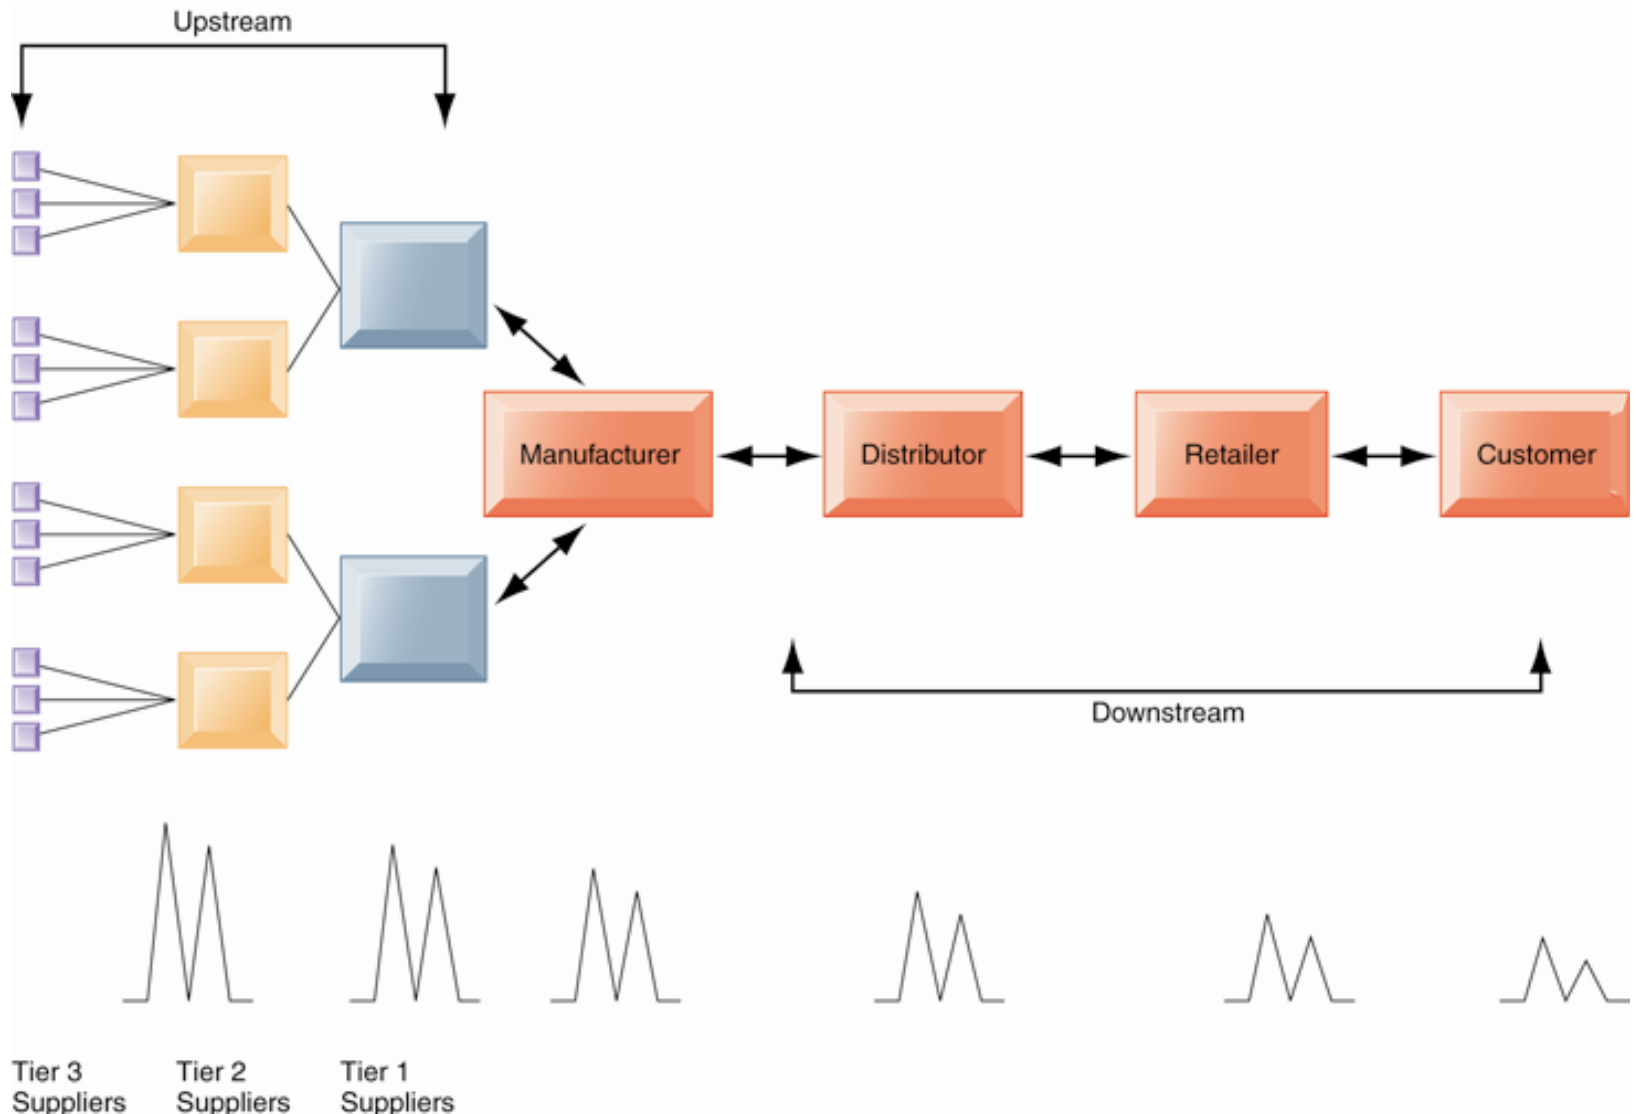 Upstream
Manufacturer
Distributor
Retailer
Customer
Downstream
Tier 3
Suppliers
Tier 2
Suppliers
Tier 1
Suppliers